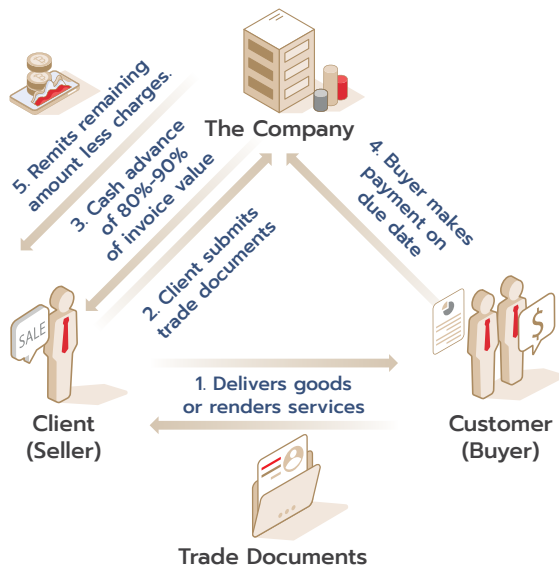 The Company
5. Remits remaining
amount less charges.
3. Cash advance
of 80%-90%
of invoice value
2. Client submits
trade documents
4. Buyer makes
payment on
due date
SALE
$
1. Delivers goods
or renders services
Client
(Seller)
Customer
(Buyer)
Trade Documents